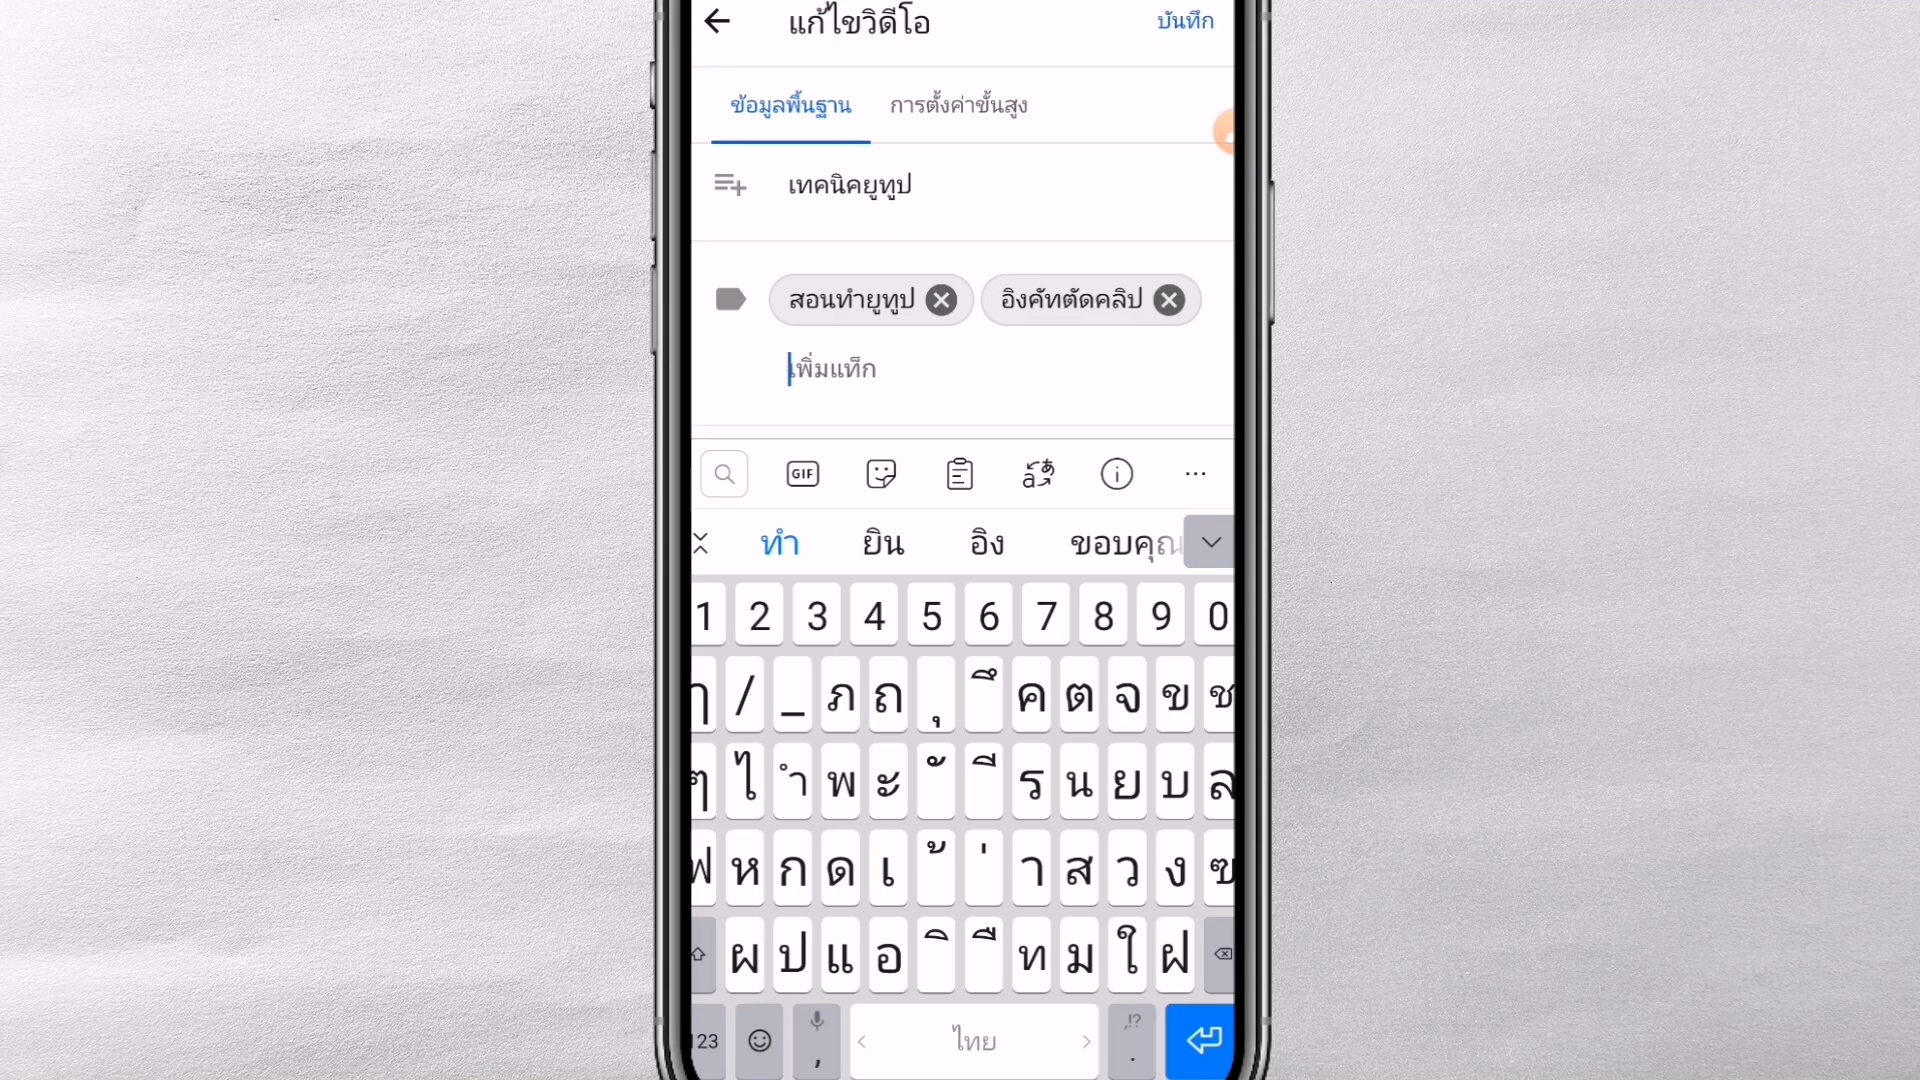 แก้ไขวิดีโอ บันทึก
ข้อมูลพื้นฐาน การตั้งค่าขั้นสูง
เทคนิคยูทูป
สอนทำยูทูป อิงคัทตัดคลิป
เพิ่มแท็ก
GIF
ทำ ยิน อิง ขอบคุณ
1 2 3 4 5 6 7 8 9 0
ๅ / _ ภ ถ ุ ึ ค ต จ ข ช
ๆ ไ ำ พ ะ ั ี ร น ย บ ล
ฟ ห ก ด เ ้ ่ า ส ว ง ฃ
ผ ป แ อ ิ ื ท ม ใ ฝ
123 , < ไทย > ,!? .